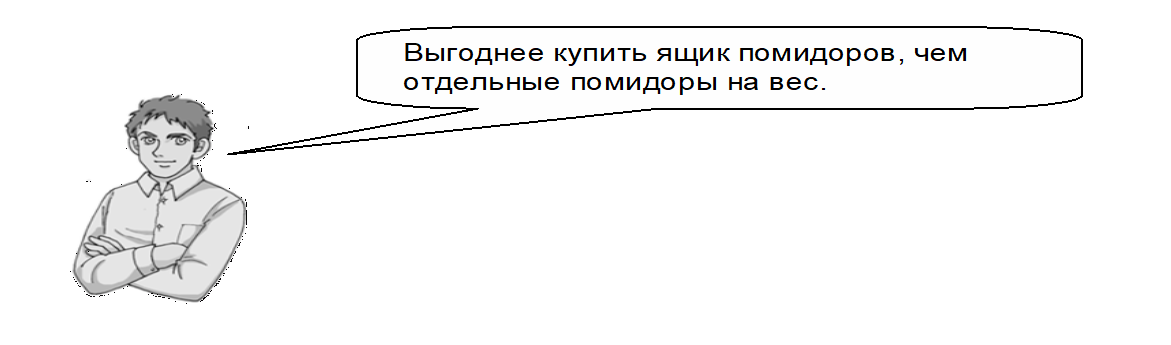 Выгоднее купить ящик помидоров, чем
отдельные помидоры на вес.